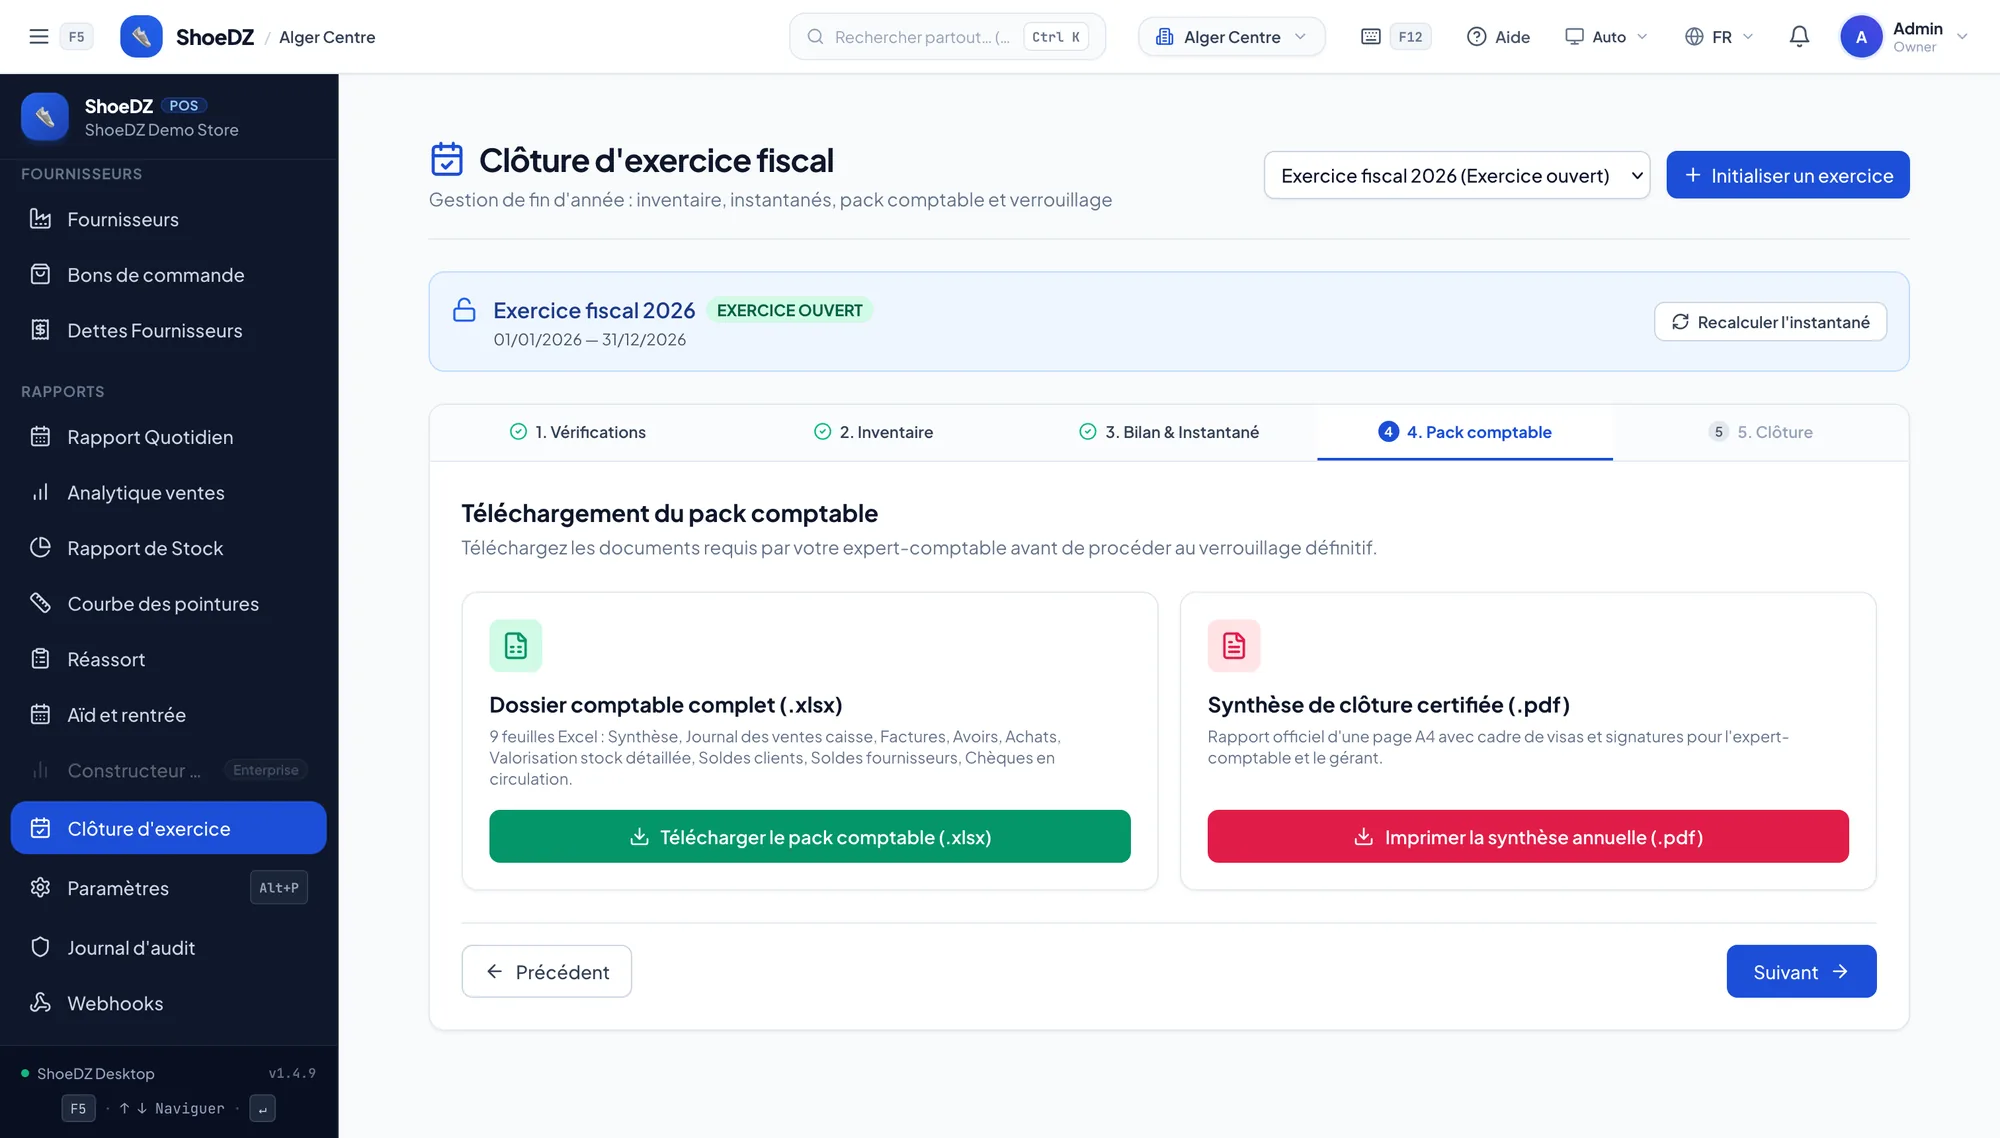 F5
ShoeDZ / Alger Centre
Rechercher partout... (... Ctrl K
Alger Centre
F12
Aide
Auto
FR
A
Admin
Owner
ShoeDZ POS
ShoeDZ Demo Store
FOURNISSEURS
Fournisseurs
Bons de commande
Dettes Fournisseurs
RAPPORTS
Rapport Quotidien
Analytique ventes
Rapport de Stock
Courbe des pointures
Réassort
Aïd et rentrée
Constructeur ... Enterprise
Clôture d'exercice
Paramètres Alt+P
Journal d'audit
Webhooks
ShoeDZ Desktop v1.4.9
F5 · ↑ ↓ Naviguer · ↵
Clôture d'exercice fiscal
Gestion de fin d'année : inventaire, instantanés, pack comptable et verrouillage
Exercice fiscal 2026 (Exercice ouvert)
+ Initialiser un exercice
Exercice fiscal 2026 EXERCICE OUVERT
01/01/2026 — 31/12/2026
Recalculer l'instantané
1. Vérifications
2. Inventaire
3. Bilan & Instantané
4 4. Pack comptable
5 5. Clôture
Téléchargement du pack comptable
Téléchargez les documents requis par votre expert-comptable avant de procéder au verrouillage définitif.
Dossier comptable complet (.xlsx)
9 feuilles Excel : Synthèse, Journal des ventes caisse, Factures, Avoirs, Achats,
Valorisation stock détaillée, Soldes clients, Soldes fournisseurs, Chèques en
circulation.
Télécharger le pack comptable (.xlsx)
Synthèse de clôture certifiée (.pdf)
Rapport officiel d'une page A4 avec cadre de visas et signatures pour l'expert-
comptable et le gérant.
Imprimer la synthèse annuelle (.pdf)
← Précédent
Suivant →